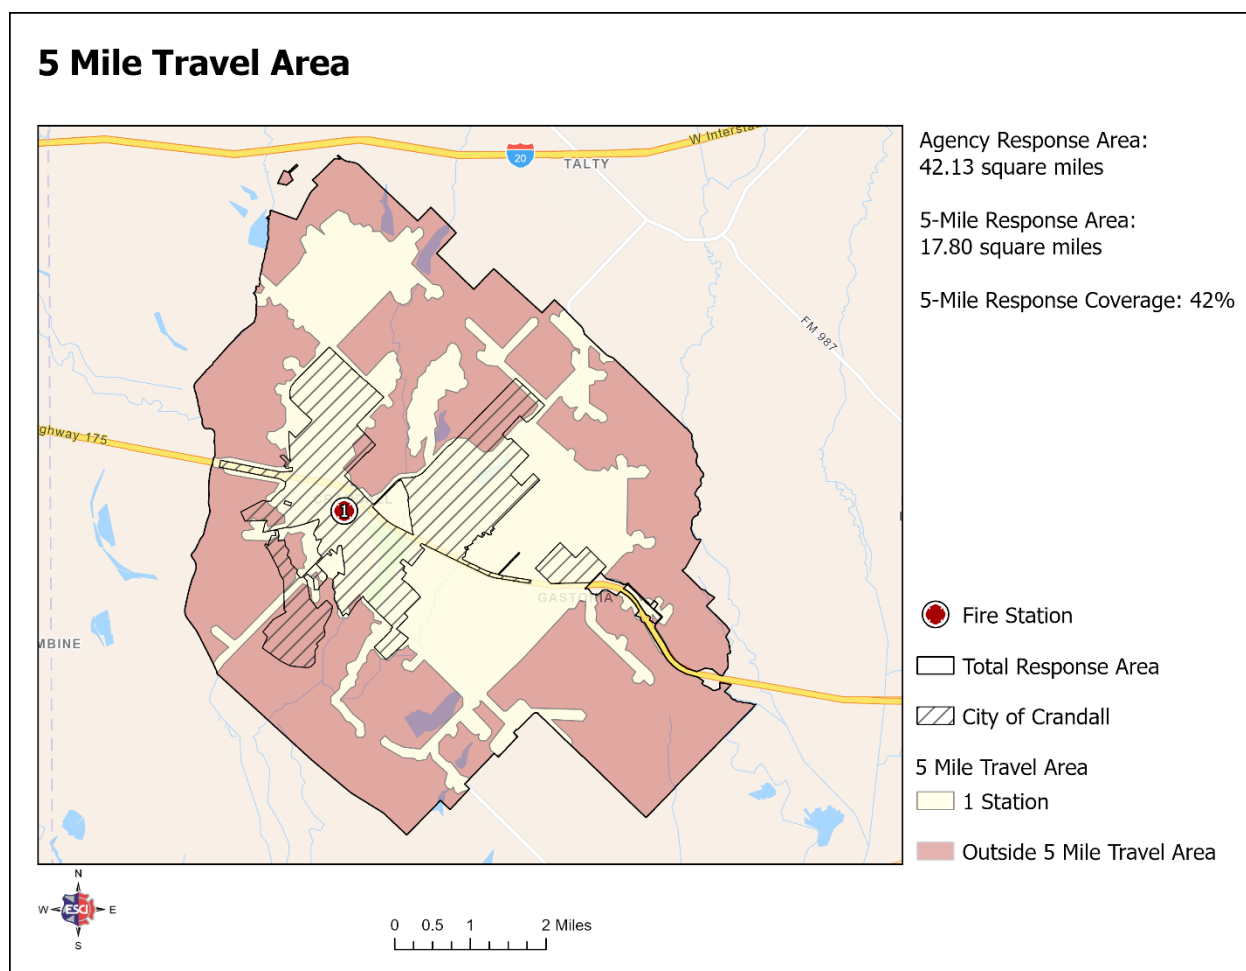 5 Mile Travel Area
W Intersta
20
TALTY
FM 987
ghway 175
1
GASTONIA
MBINE
Agency Response Area:
42.13 square miles
5-Mile Response Area:
17.80 square miles
5-Mile Response Coverage: 42%
Fire Station
Total Response Area
City of Crandall
5 Mile Travel Area
1 Station
Outside 5 Mile Travel Area
N
W
ESCI
E
S
0 0.5 1 2 Miles